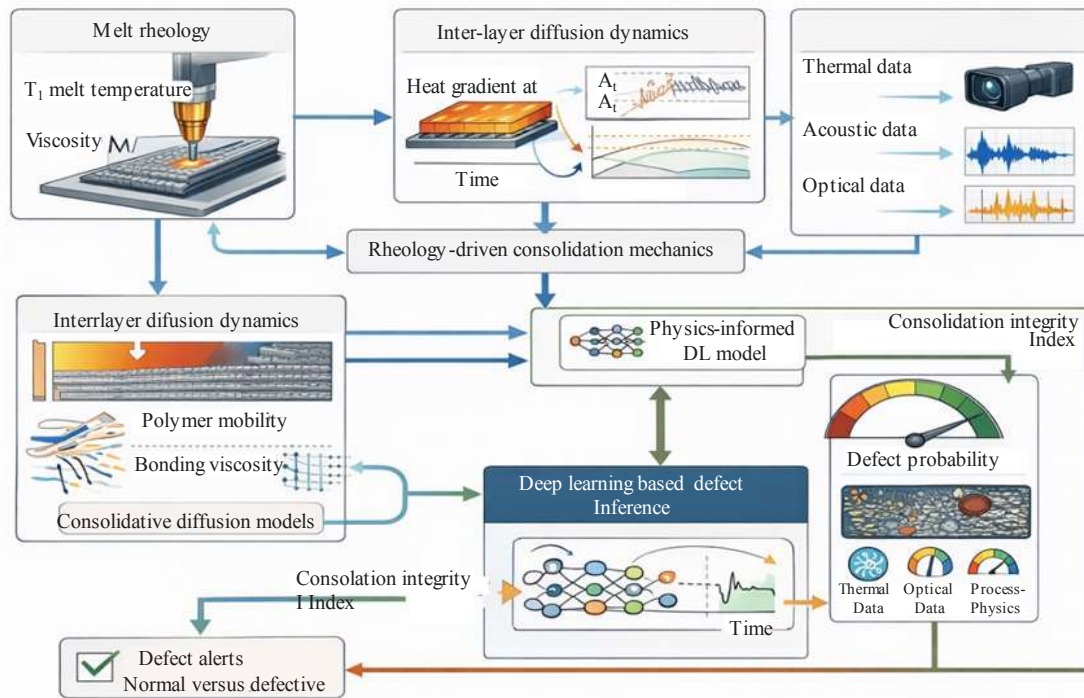 Melt rheology
T₁ melt temperature
Viscosity M/
Inter-layer diffusion dynamics
Heat gradient at
A_t
A_t
Time
Thermal data
Acoustic data
Optical data
Rheology-driven consolidation mechanics
Interrlayer difusion dynamics
Polymer mobility
Bonding viscosity
Consolidative diffusion models
Physics-informed
DL model
Consolidation integrity
Index
Defect probability
Thermal
Data
Optical
Data
Process-
Physics
Deep learning based defect
Inference
Time
Consolation integrity
I Index
Defect alerts
Normal versus defective